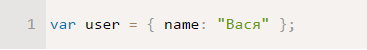 1 var user = { name: "Вася" };